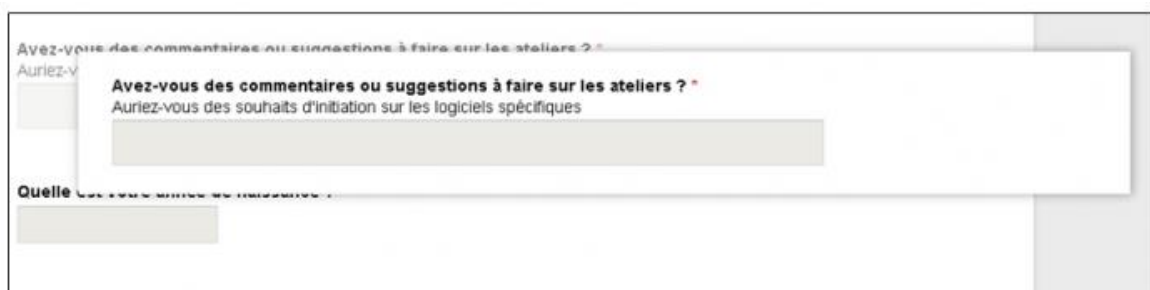 Avez-vous des commentaires ou suggestions à faire sur les ateliers ? *
Auriez-v
Avez-vous des commentaires ou suggestions à faire sur les ateliers ? *
Auriez-vous des souhaits d'initiation sur les logiciels spécifiques
Quelle est votre année de naissance ?